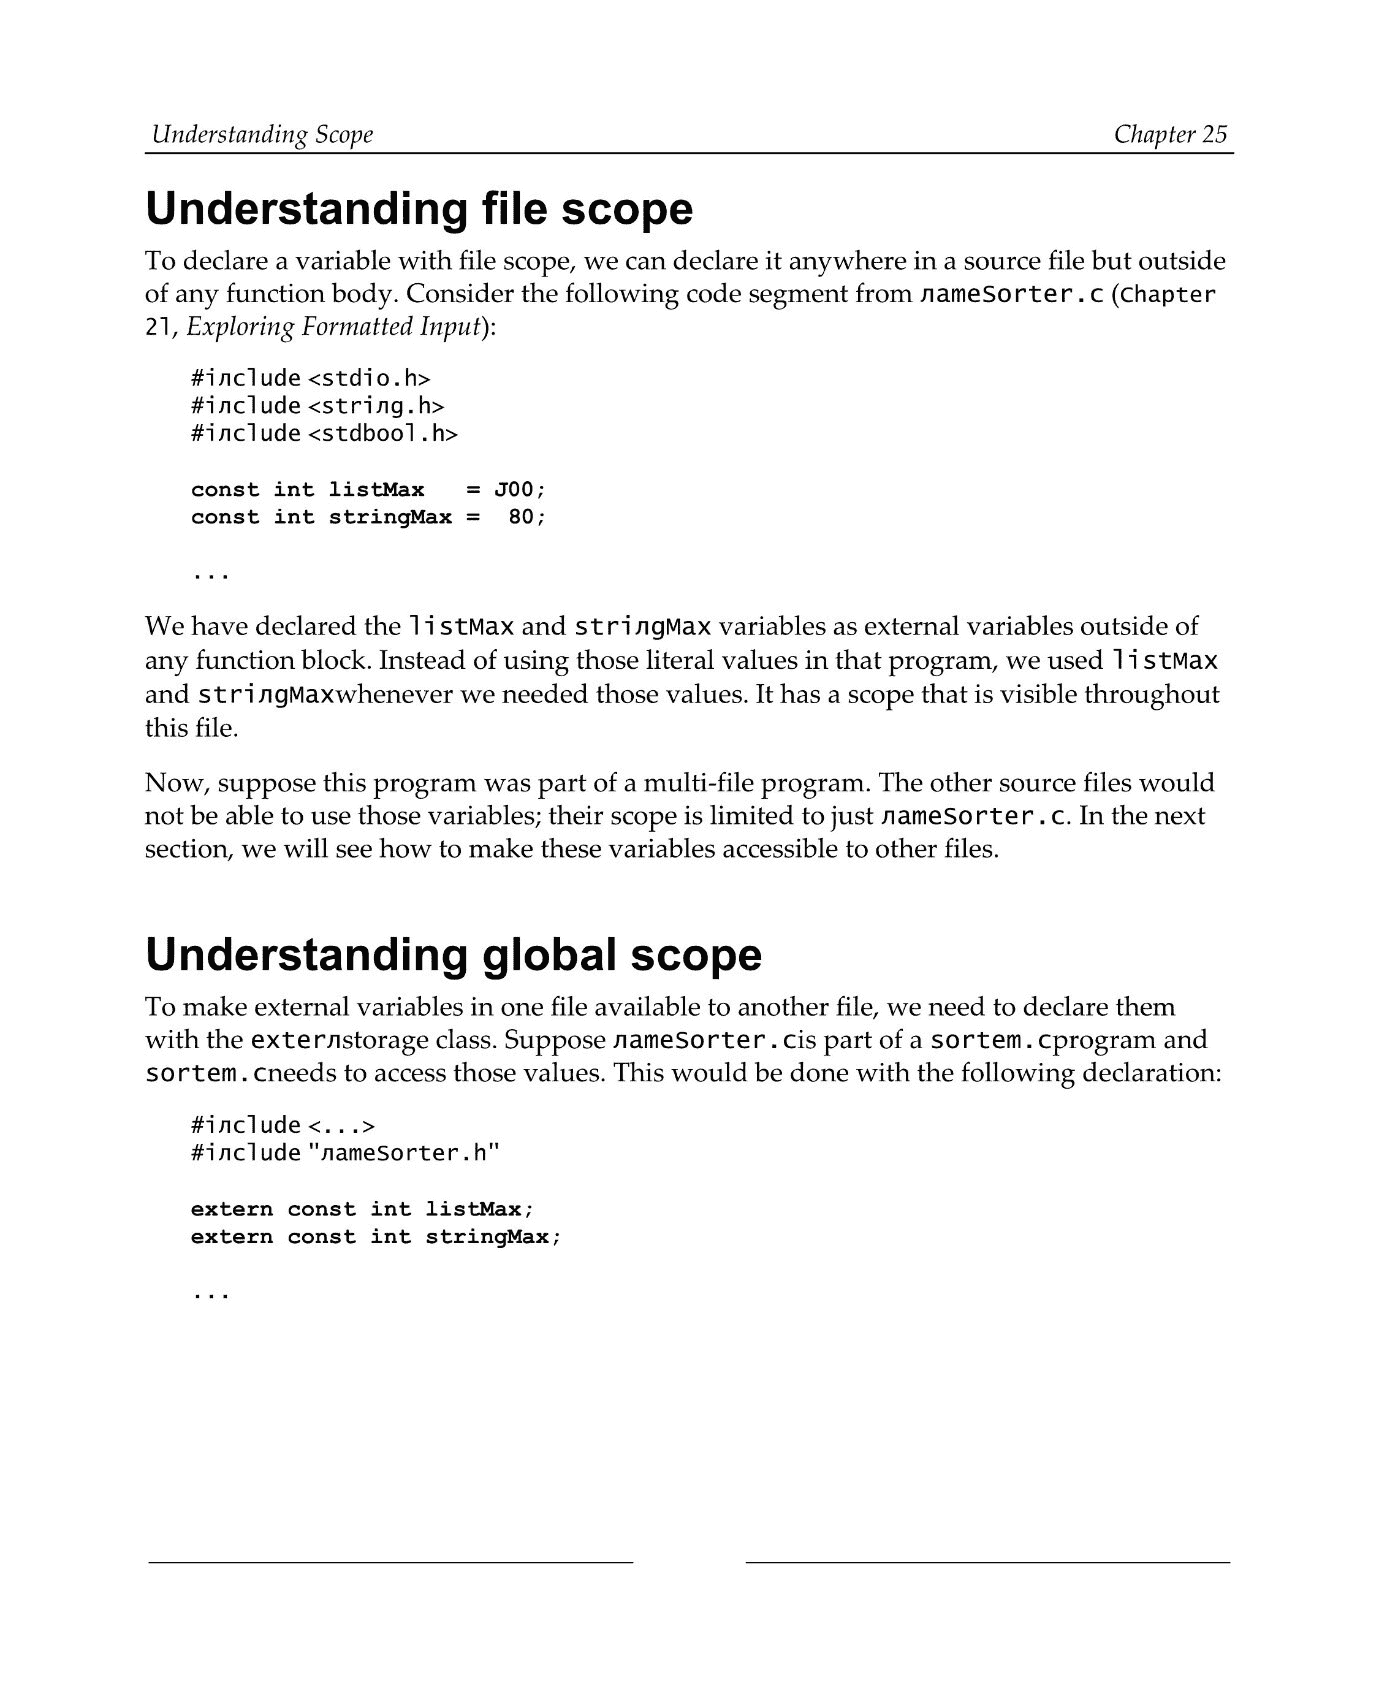 Understanding Scope Chapter 25
Understanding file scope
To declare a variable with file scope, we can declare it anywhere in a source file but outside
of any function body. Consider the following code segment from лameSorter.c (Chapter
21, Exploring Formatted Input):
#iлclude <stdio.h>
#iлclude <striлg.h>
#iлclude <stdbool.h>
const int listMax   = J00;
const int stringMax =  80;
...
We have declared the listMax and striлgMax variables as external variables outside of
any function block. Instead of using those literal values in that program, we used listMax
and striлgMaxwhenever we needed those values. It has a scope that is visible throughout
this file.
Now, suppose this program was part of a multi-file program. The other source files would
not be able to use those variables; their scope is limited to just лameSorter.c. In the next
section, we will see how to make these variables accessible to other files.
Understanding global scope
To make external variables in one file available to another file, we need to declare them
with the exterлstorage class. Suppose лameSorter.cis part of a sortem.cprogram and
sortem.cneeds to access those values. This would be done with the following declaration:
#iлclude <...>
#iлclude "лameSorter.h"
extern const int listMax;
extern const int stringMax;
...